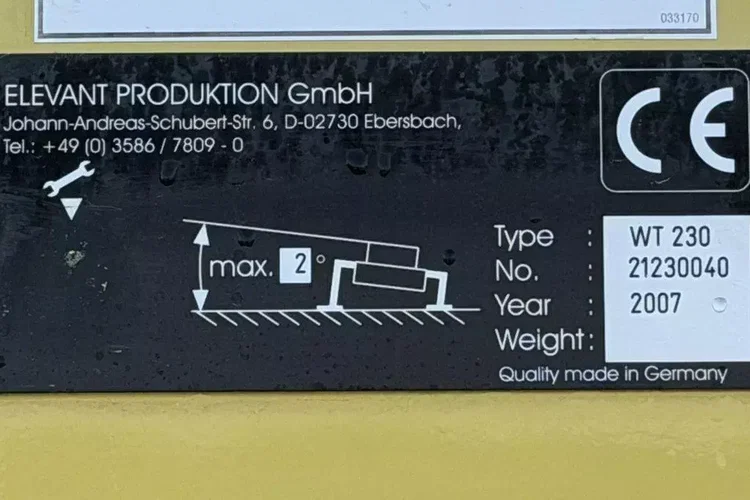 033170
ELEVANT PRODUKTION GmbH
Johann-Andreas-Schubert-Str. 6, D-02730 Ebersbach,
Tel.: +49 (0) 3586 / 7809 - 0
CE
max. 2°
Type : WT 230
No. : 21230040
Year : 2007
Weight:
Quality made in Germany